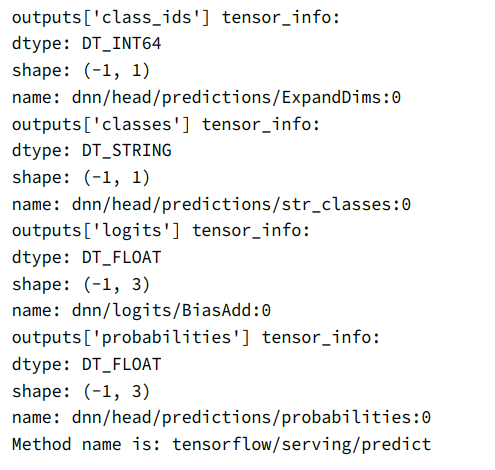 outputs['class_ids'] tensor_info:
dtype: DT_INT64
shape: (-1, 1)
name: dnn/head/predictions/ExpandDims:0
outputs['classes'] tensor_info:
dtype: DT_STRING
shape: (-1, 1)
name: dnn/head/predictions/str_classes:0
outputs['logits'] tensor_info:
dtype: DT_FLOAT
shape: (-1, 3)
name: dnn/logits/BiasAdd:0
outputs['probabilities'] tensor_info:
dtype: DT_FLOAT
shape: (-1, 3)
name: dnn/head/predictions/probabilities:0
Method name is: tensorflow/serving/predict